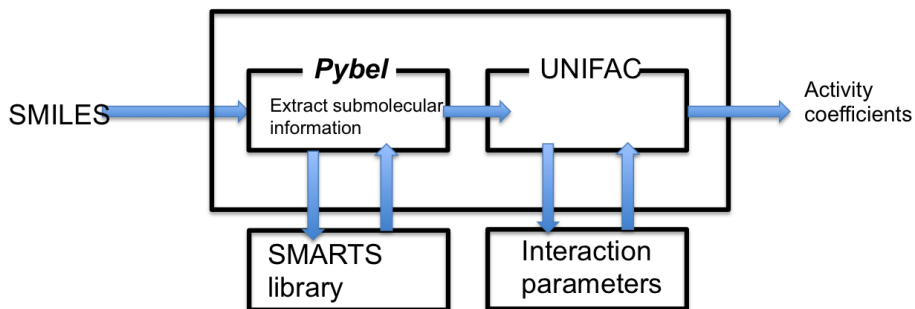 Pybel
UNIFAC
SMILES
Extract submolecular
information
Activity
coefficients
SMARTS
library
Interaction
parameters